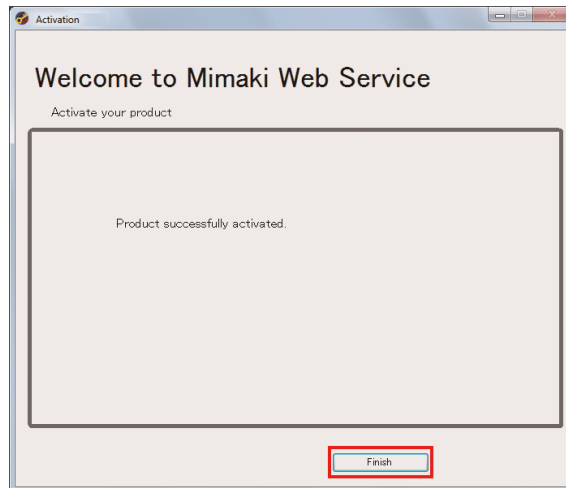 Activation
Welcome to Mimaki Web Service
Activate your product
Product successfully activated.
Finish